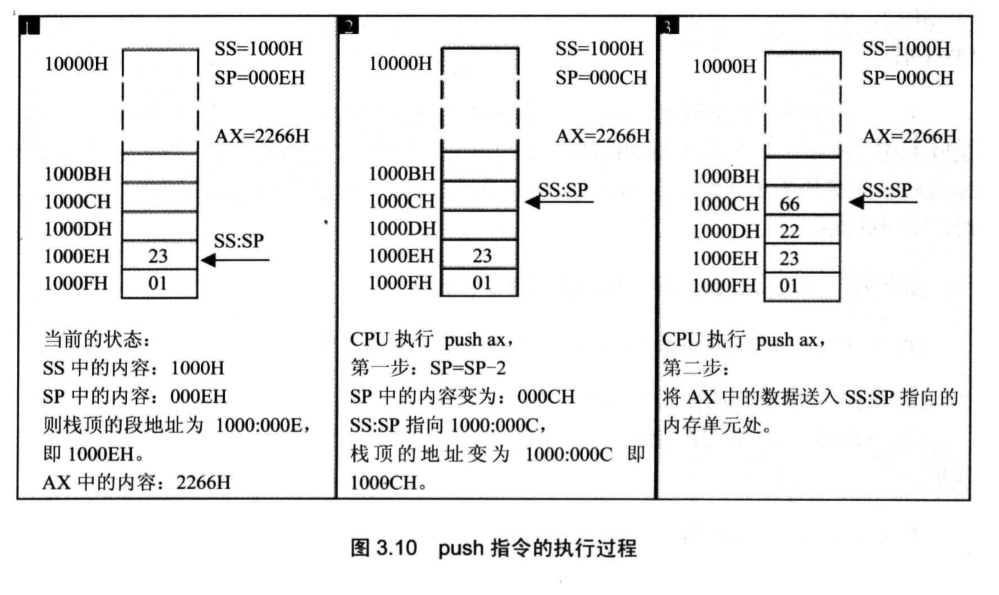 1
SS=1000H
10000H
SP=000EH
AX=2266H
1000BH
1000CH
1000DH
SS:SP
1000EH 23
1000FH 01
当前的状态：
SS 中的内容：1000H
SP 中的内容：000EH
则栈顶的段地址为 1000:000E，
即 1000EH。
AX 中的内容：2266H
2
SS=1000H
10000H
SP=000CH
AX=2266H
1000BH
SS:SP
1000CH
1000DH
1000EH 23
1000FH 01
CPU 执行 push ax，
第一步：SP=SP-2
SP 中的内容变为：000CH
SS:SP 指向 1000:000C，
栈顶的地址变为 1000:000C 即
1000CH。
3
SS=1000H
10000H
SP=000CH
AX=2266H
1000BH
SS:SP
1000CH 66
1000DH 22
1000EH 23
1000FH 01
CPU 执行 push ax，
第二步：
将 AX 中的数据送入 SS:SP 指向的
内存单元处。
图 3.10 push 指令的执行过程